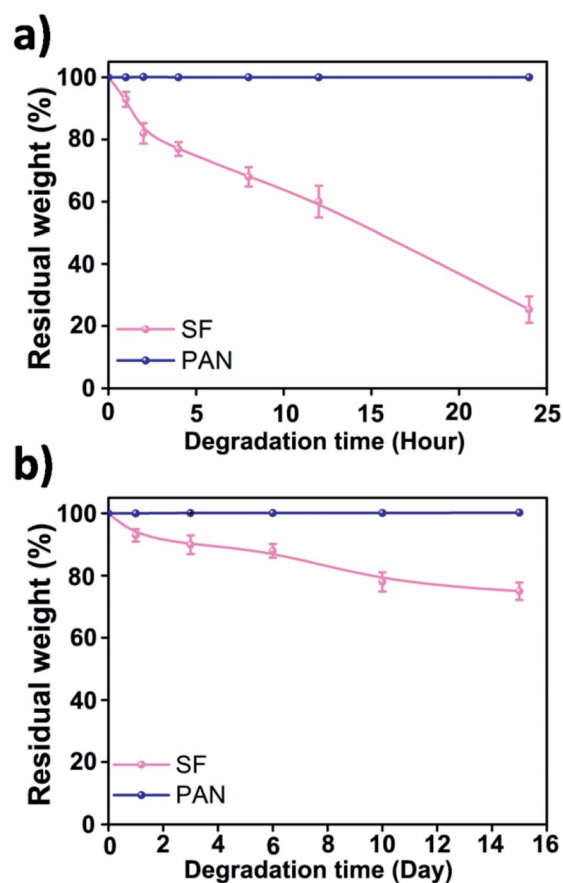 a)
Residual weight (%)
100
80
60
40
20
0
SF
PAN
0 5 10 15 20 25
Degradation time (Hour)
b)
Residual weight (%)
100
80
60
40
20
0
SF
PAN
0 2 4 6 8 10 12 14 16
Degradation time (Day)